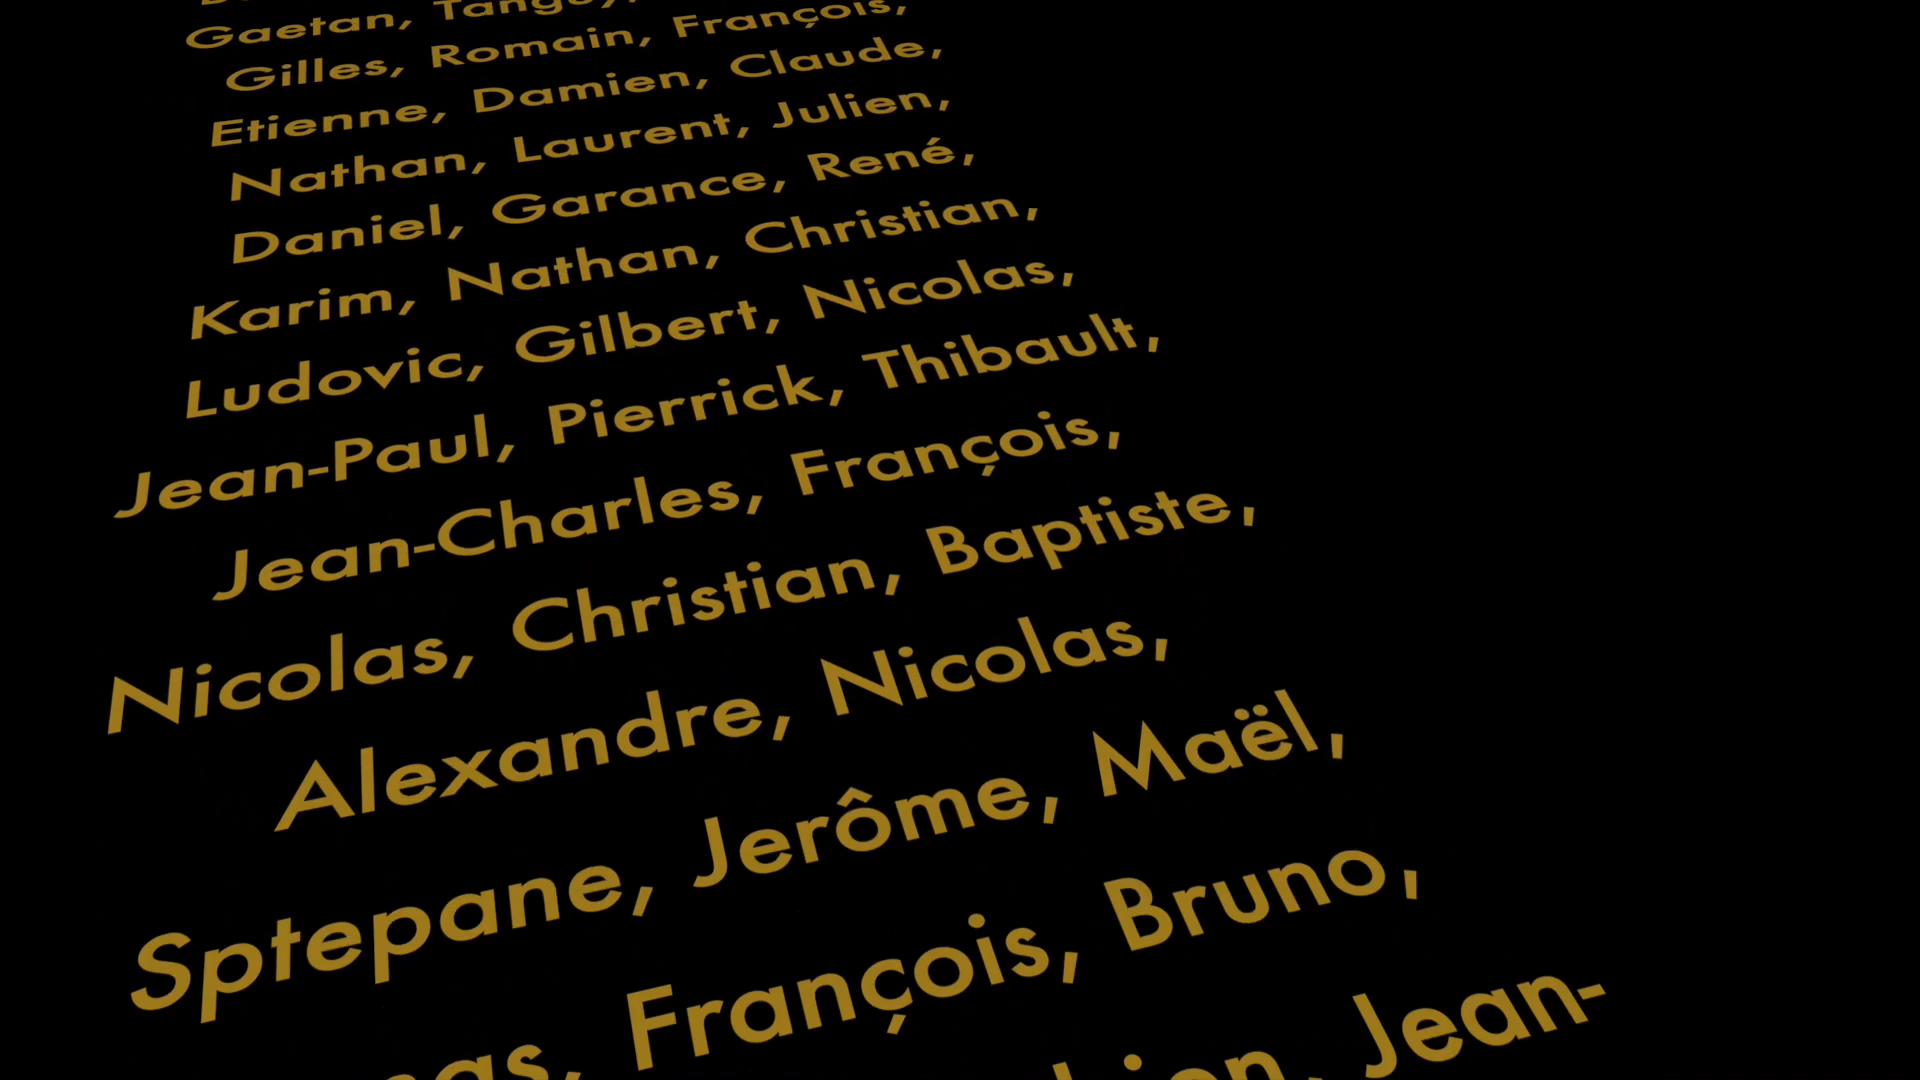 Gaetan, Tanguy,
Gilles, Romain, François,
Etienne, Damien, Claude,
Nathan, Laurent, Julien,
Daniel, Garance, René,
Karim, Nathan, Christian,
Ludovic, Gilbert, Nicolas,
Jean-Paul, Pierrick, Thibault,
Jean-Charles, François,
Nicolas, Christian, Baptiste,
Alexandre, Nicolas,
Sptepane, Jerôme, Maël,
François, Bruno,
Jean-